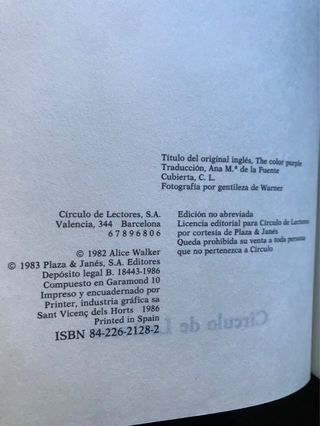 Título del original inglés, The color purple
Traducción, Ana M.ª de la Fuente
Cubierta, C. L.
Fotografía por gentileza de Warner
Círculo de Lectores, S.A.
Valencia, 344 Barcelona
67896806
© 1982 Alice Walker
© 1983 Plaza & Janés, S.A. Editores
Depósito legal B. 18443-1986
Compuesto en Garamond 10
Impreso y encuadernado por
Printer, industria gráfica sa
Sant Vicenç dels Horts 1986
Printed in Spain
ISBN 84-226-2128-2
Edición no abreviada
Licencia editorial para Círculo de Lectores
por cortesía de Plaza & Janés
Queda prohibida su venta a toda persona
que no pertenezca a Círculo
Círculo de